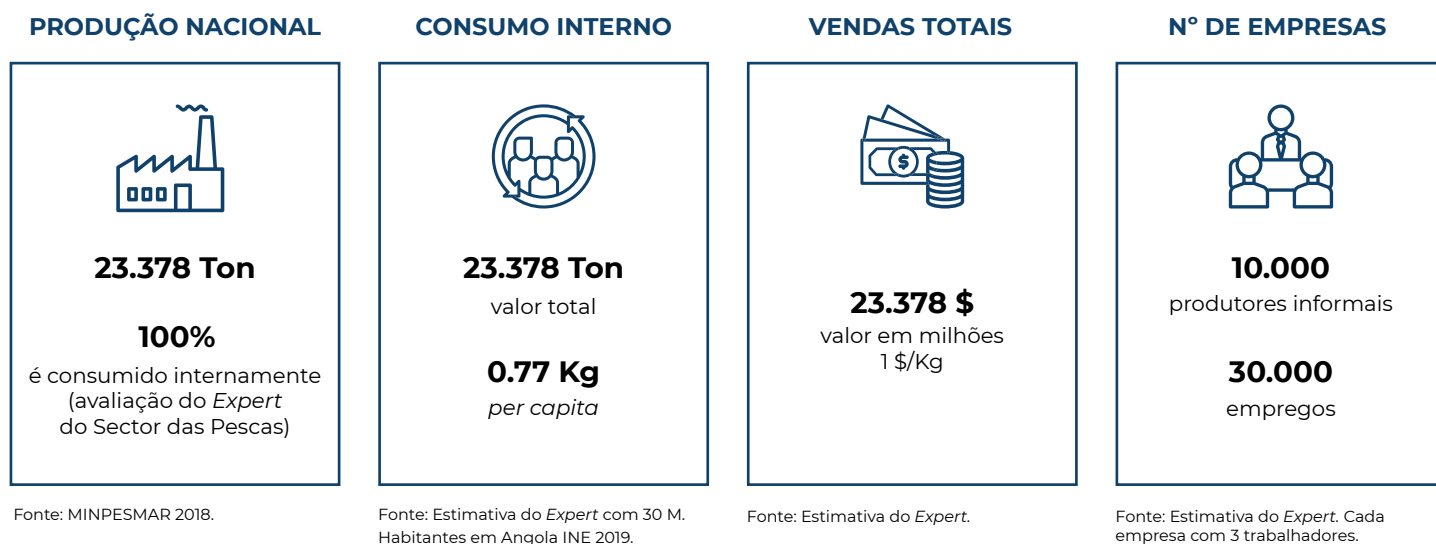 PRODUÇÃO NACIONAL
23.378 Ton
100%
é consumido internamente
(avaliação do Expert
do Sector das Pescas)
Fonte: MINPESMAR 2018.
CONSUMO INTERNO
23.378 Ton
valor total
0.77 Kg
per capita
Fonte: Estimativa do Expert com 30 M.
Habitantes em Angola INE 2019.
VENDAS TOTAIS
$
23.378 $
valor em milhões
1 $/Kg
Fonte: Estimativa do Expert.
Nº DE EMPRESAS
10.000
produtores informais
30.000
empregos
Fonte: Estimativa do Expert. Cada
empresa com 3 trabalhadores.